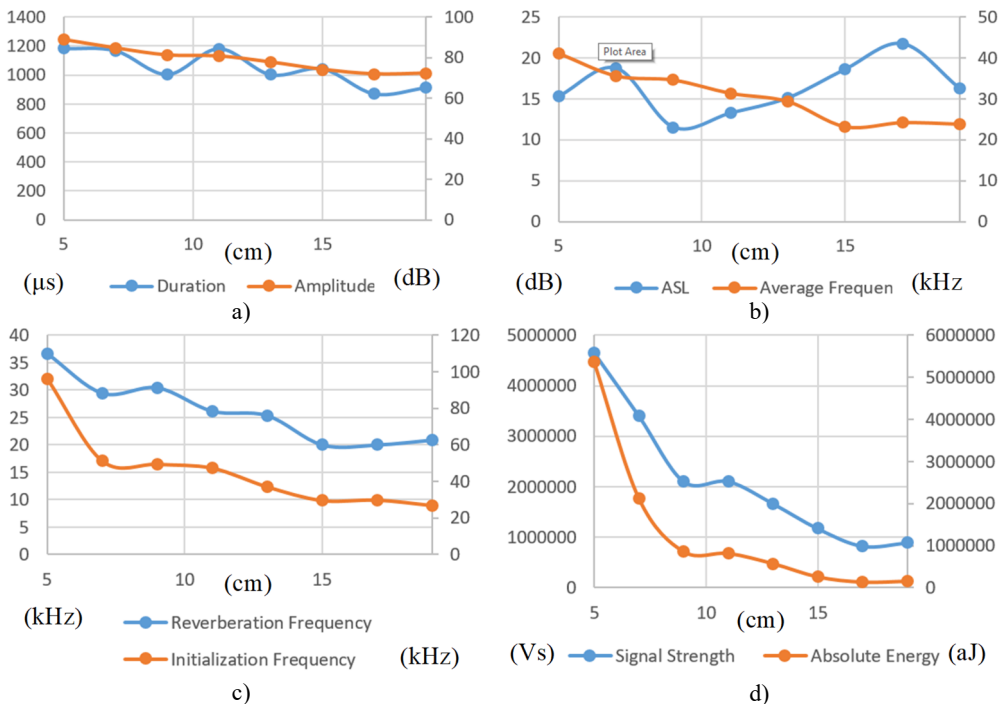 1400 100
1200 80
1000
800 60
600 40
400
200 20
0 0
5 10 15
(cm)
(µs) Duration Amplitude (dB)
a)
25 50
20 40
15 30
10 20
5 10
0 0
Plot Area
5 10 15
(cm)
(dB) ASL Average Frequen (kHz
b)
40 120
35 100
30
25 80
20 60
15 40
10
5 20
0 0
5 10 15
(cm)
(kHz) Reverberation Frequency
Initialization Frequency (kHz)
c)
5000000 6000000
4000000 5000000
3000000 4000000
3000000
2000000 2000000
1000000 1000000
0 0
5 10 15
(cm)
(Vs) Signal Strength Absolute Energy (aJ)
d)